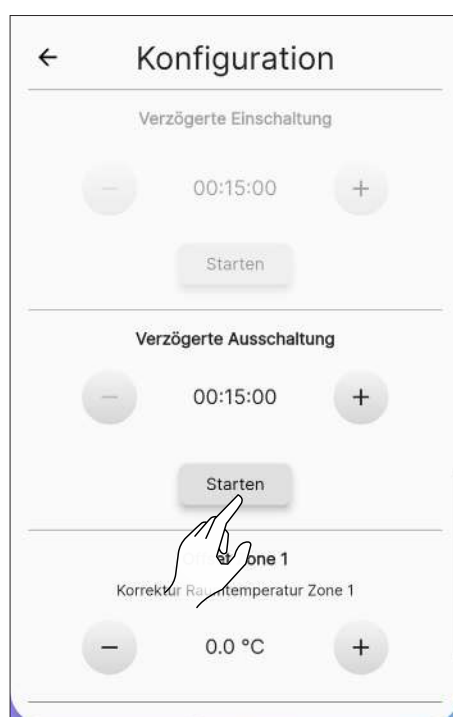 ← Konfiguration
Verzögerte Einschaltung
− 00:15:00 +
Starten
Verzögerte Ausschaltung
− 00:15:00 +
Starten
Zone 1
Korrektur Raumtemperatur Zone 1
− 0.0 °C +